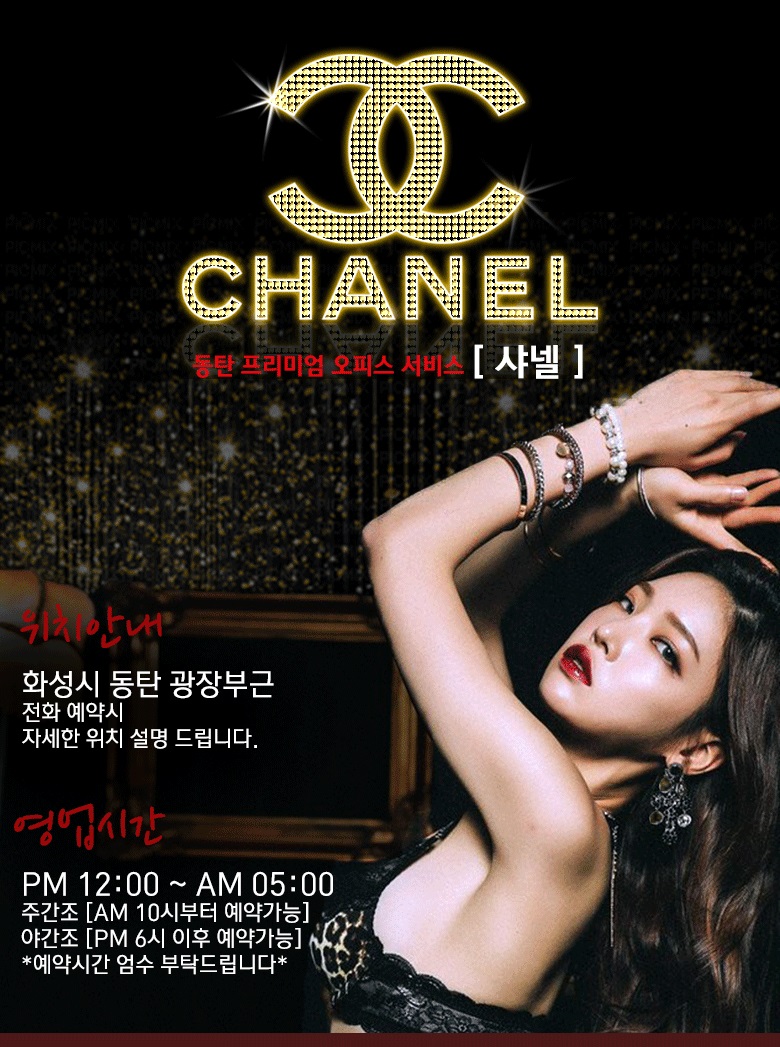 CHANEL
동탄 프리미엄 오피스 서비스 [ 샤넬 ]
위치안내
화성시 동탄 광장부근
전화 예약시
자세한 위치 설명 드립니다.
영업시간
PM 12:00 ~ AM 05:00
주간조 [AM 10시부터 예약가능]
야간조 [PM 6시 이후 예약가능]
*예약시간 엄수 부탁드립니다*